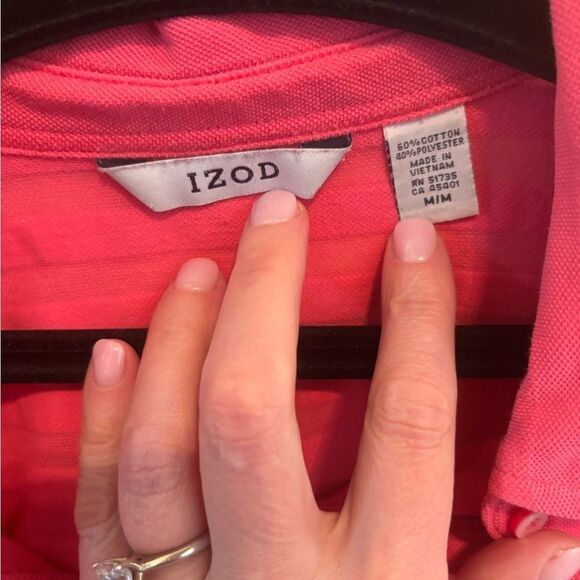 IZOD
60% COTTON
40% POLYESTER
MADE IN
VIETNAM
RN 51735
CA 45401
M/M